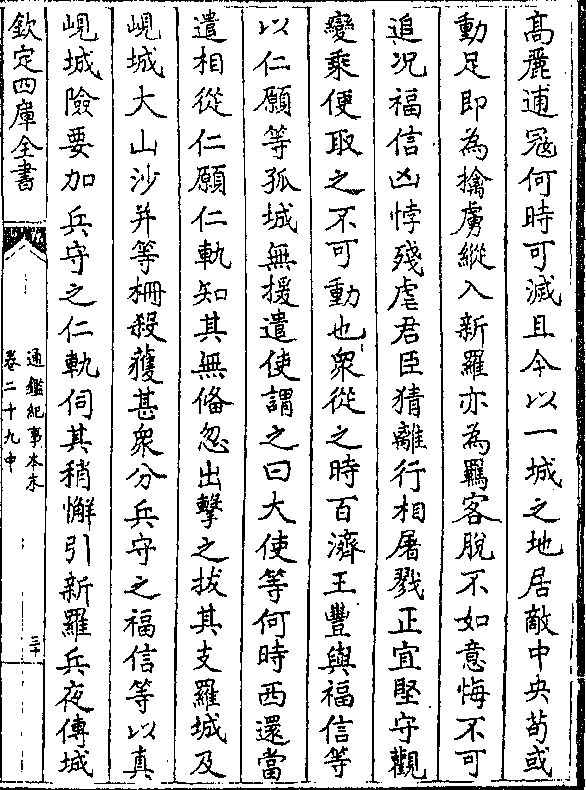 高麗逋冦何時可滅且今以一城之地居敵中央茍或
動足即為擒虜縱入新羅亦為羈客脫不如意悔不可
追况福信凶悖殘虐君臣猜離行相屠戮正宜堅守觀
變乘便取之不可動也衆從之時百濟王豐與福信等
以仁願等孤城無援遣使謂之曰大使等何時西還當
遣相從仁願仁軌知其無備忽出擊之拔其支羅城及
峴城大山沙井等栅殺獲甚衆分兵守之福信等以真
峴城險要加兵守之仁軌伺其稍懈引新羅兵夜傅城
欽定四庫全書
通鑑紀事本末
卷二十九中
三十